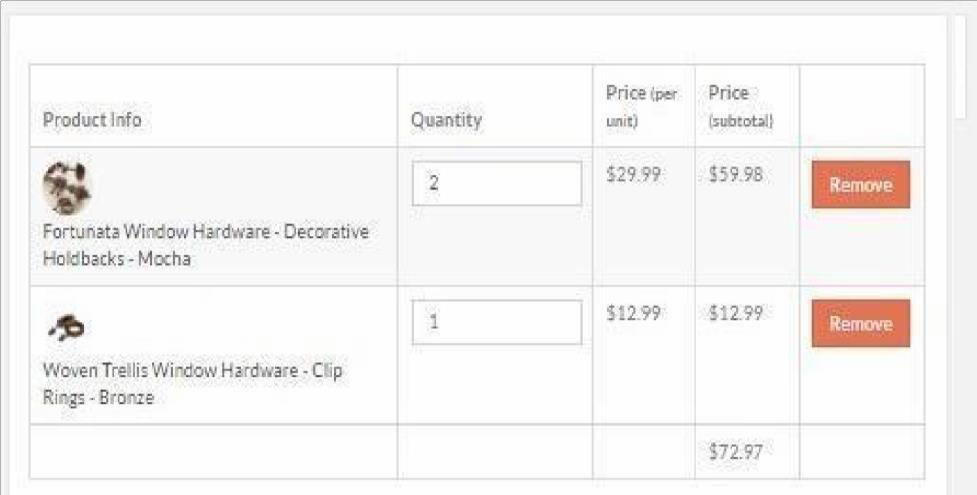 Product Info Quantity Price (per unit) Price (subtotal)
Fortunata Window Hardware - Decorative
Holdbacks - Mocha
2 $29.99 $59.98 Remove
Woven Trellis Window Hardware - Clip
Rings - Bronze
1 $12.99 $12.99 Remove
$72.97